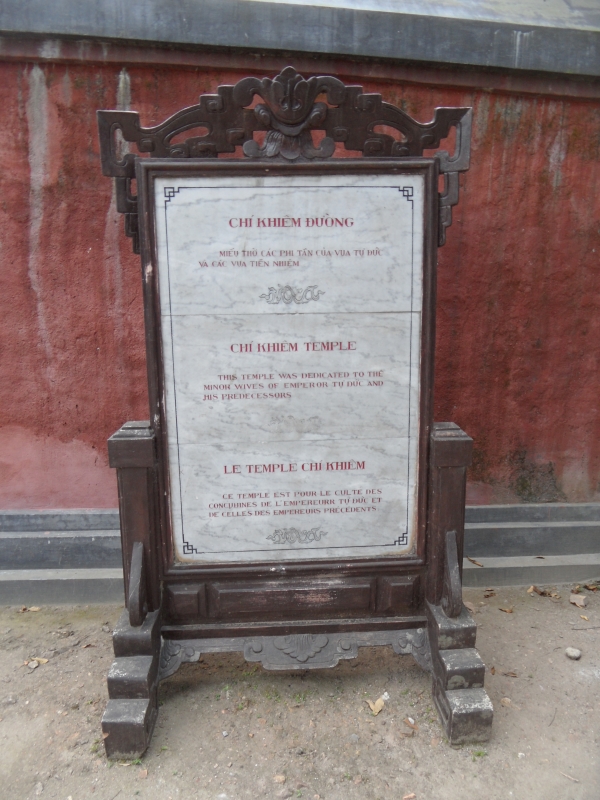 CHÍ KHIÊM ĐƯỜNG
MIẾU THỜ CÁC PHI TẦN CỦA VUA TỰ ĐỨC
VÀ CÁC VUA TIỀN NHIỆM
CHÍ KHIÊM TEMPLE
THIS TEMPLE WAS DEDICATED TO THE
MINOR WIVES OF EMPEROR TỰ ĐỨC AND
HIS PREDECESSORS
LE TEMPLE CHÍ KHIÊM
CE TEMPLE EST POUR LE CULTE DES
CONCUBINES DE L'EMPEREURR TỰ ĐỨC ET
DE CELLES DES EMPEREURS PRÉCÉDENTS